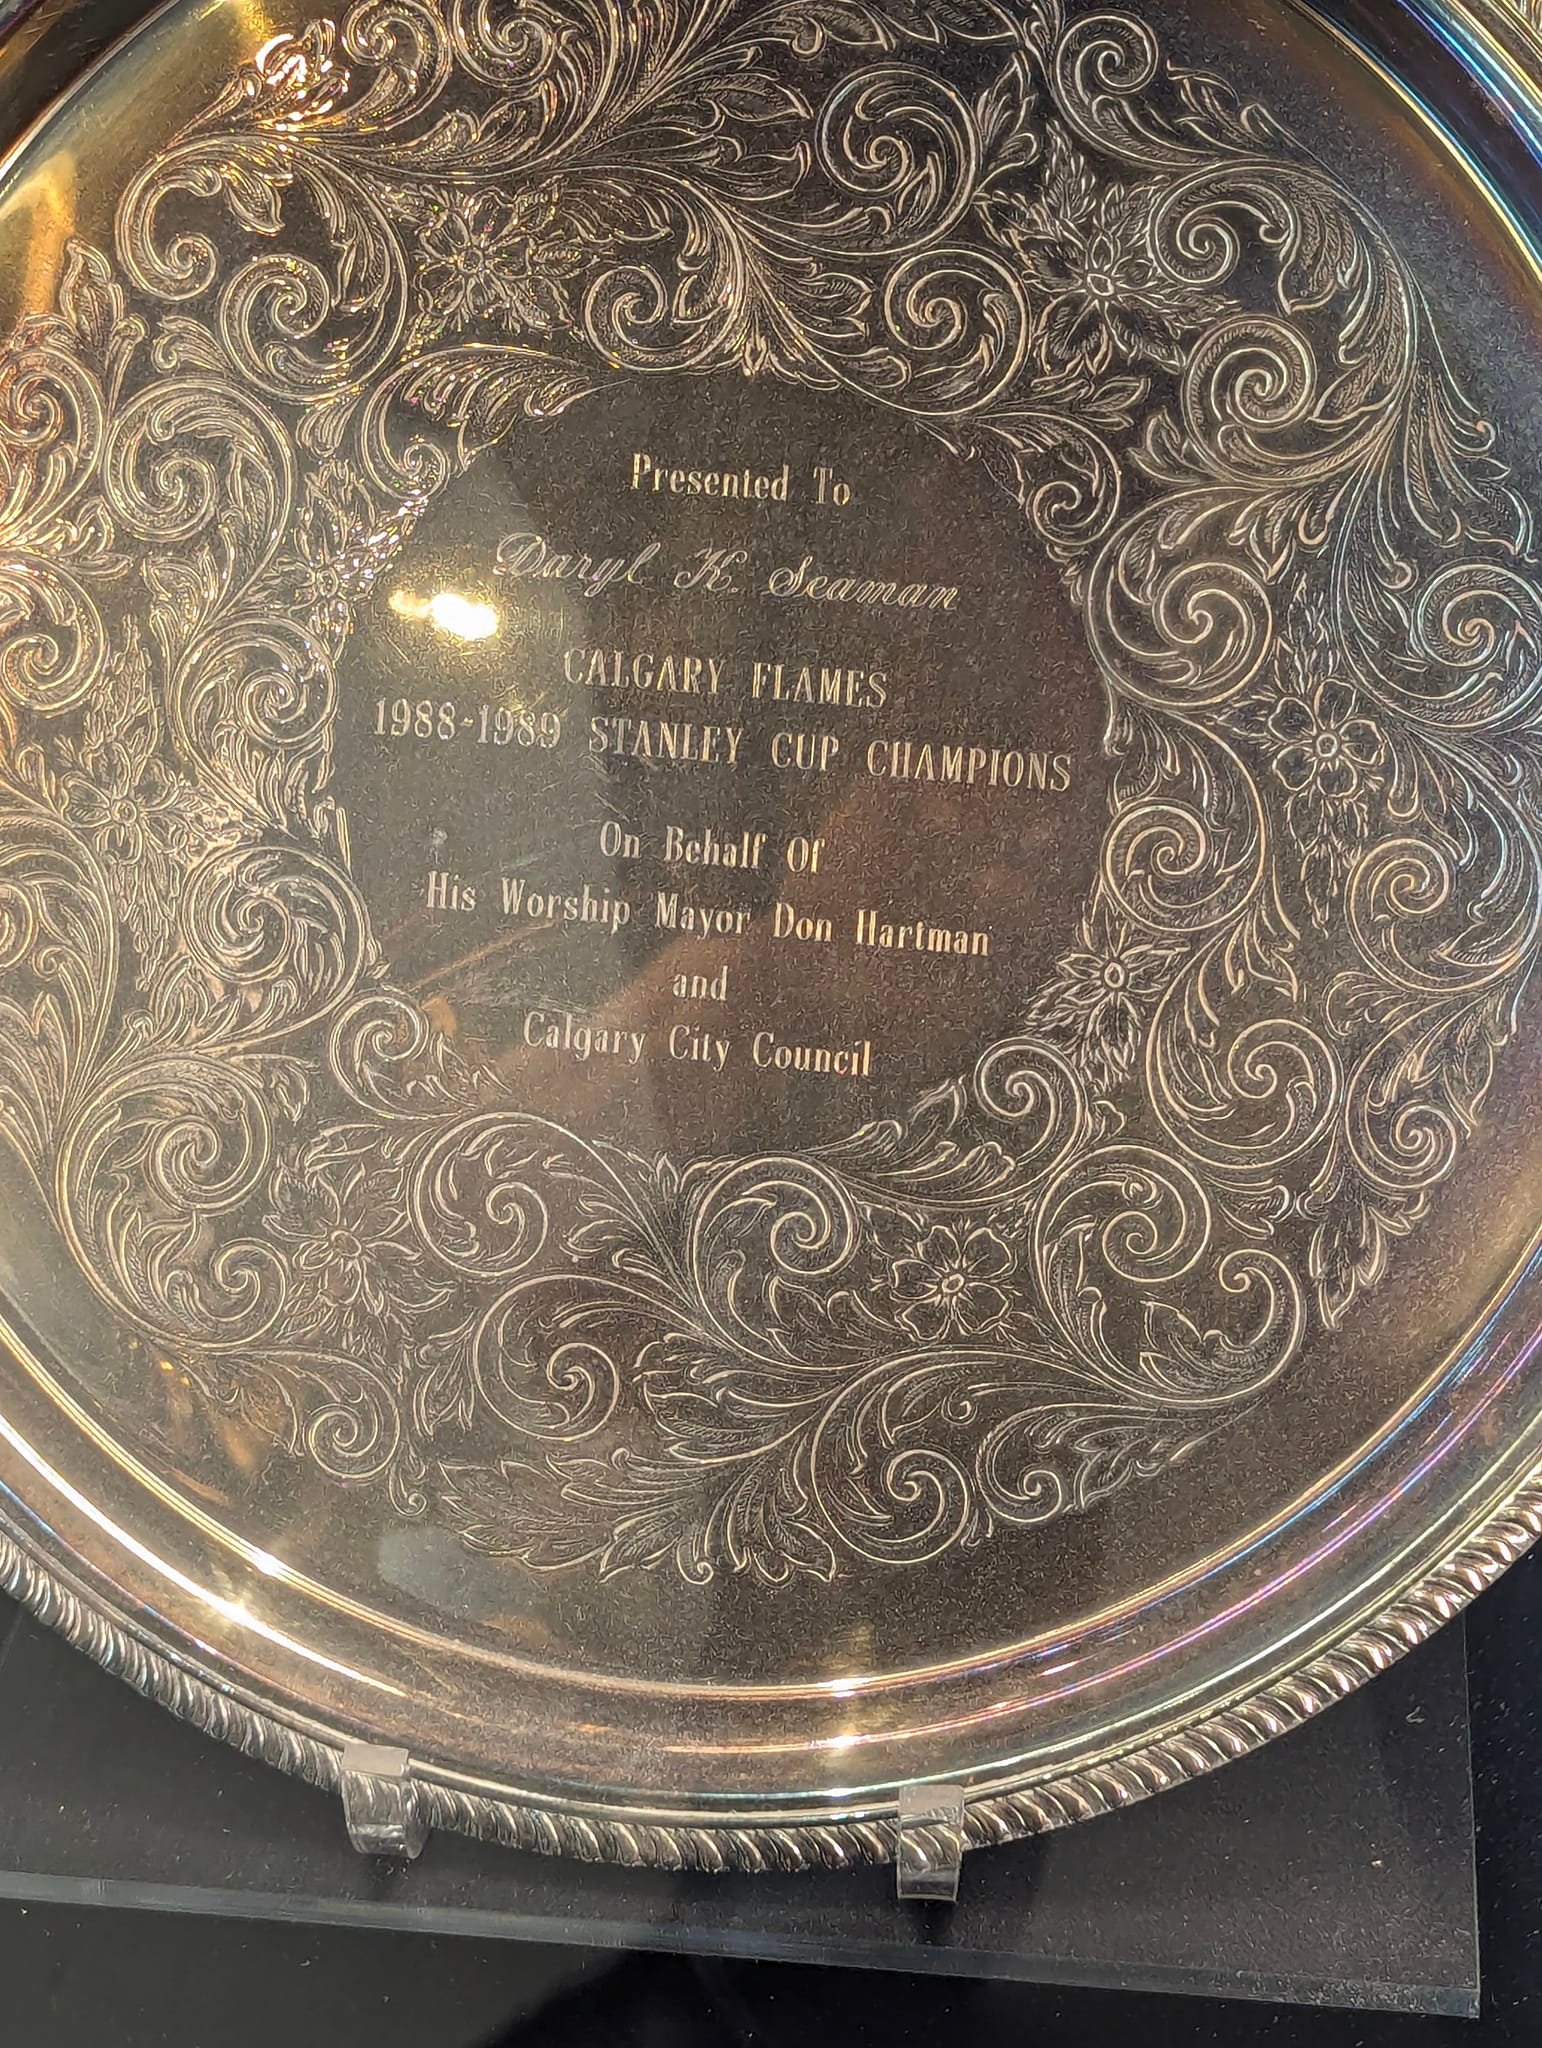 Presented To
Daryl K. Seaman
CALGARY FLAMES
1988-1989 STANLEY CUP CHAMPIONS
On Behalf Of
His Worship Mayor Don Hartman
and
Calgary City Council